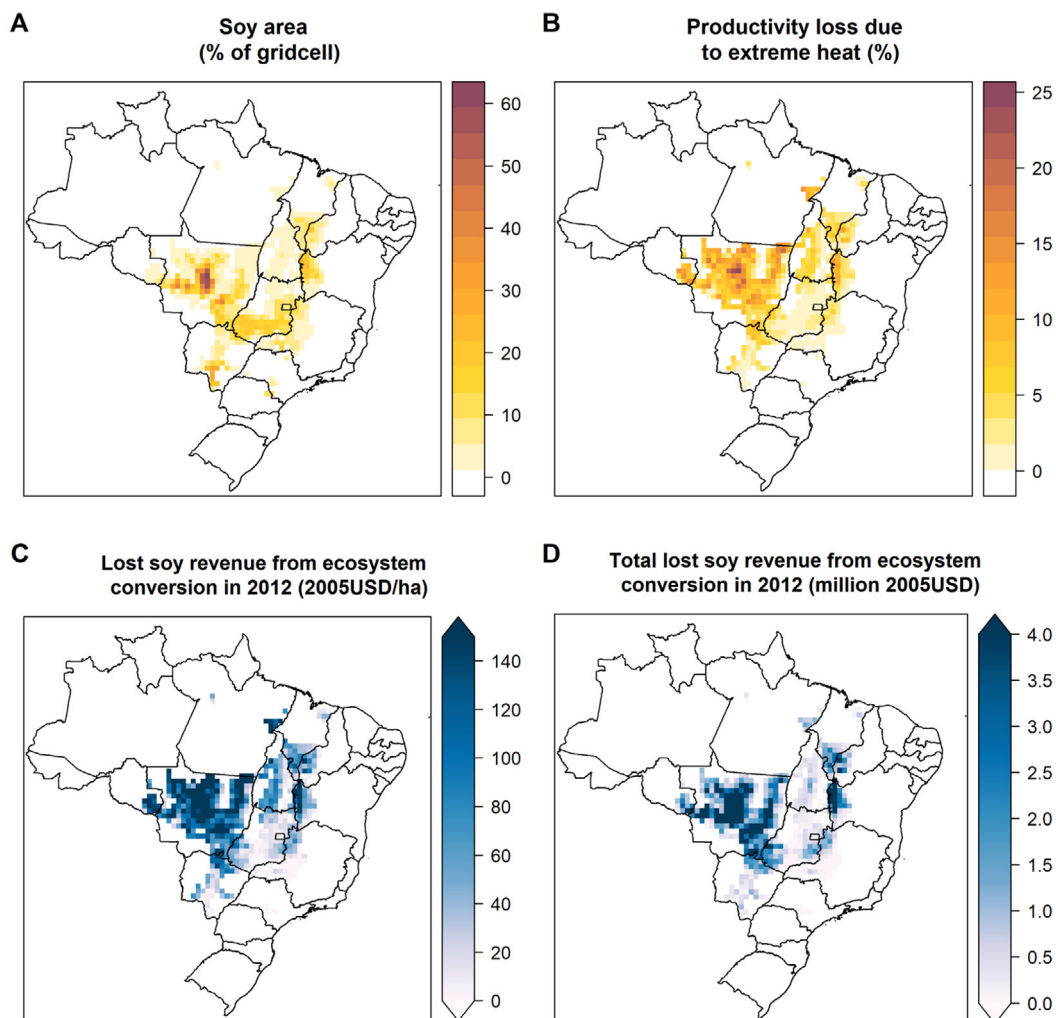 A
Soy area
(% of gridcell)
60
50
40
30
20
10
0
B
Productivity loss due
to extreme heat (%)
25
20
15
10
5
0
C
Lost soy revenue from ecosystem
conversion in 2012 (2005USD/ha)
140
120
100
80
60
40
20
0
D
Total lost soy revenue from ecosystem
conversion in 2012 (million 2005USD)
4.0
3.5
3.0
2.5
2.0
1.5
1.0
0.5
0.0